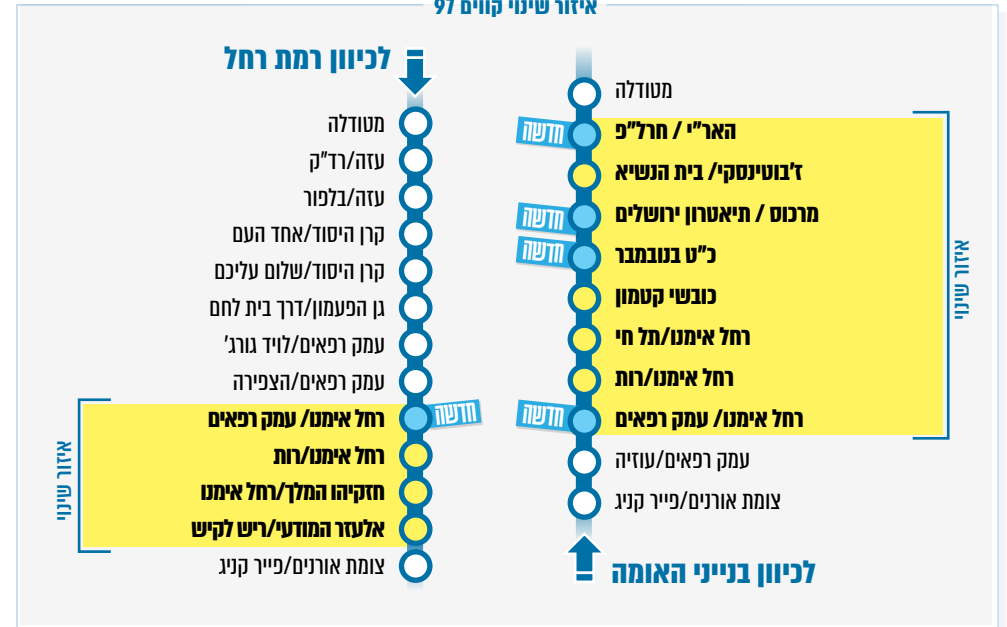 איזור שינוי קווים 97
מטודלה
האר"י / חרל"פ
חדשה
ז'בוטינסקי/ בית הנשיא
מרכוס / תיאטרון ירושלים
חדשה
כ"ט בנובמבר
חדשה
כובשי קטמון
רחל אימנו/תל חי
רחל אימנו/רות
רחל אימנו/ עמק רפאים
חדשה
עמק רפאים/עוזיה
צומת אורנים/פייר קניג
לכיוון בנייני האומה
איזור שינוי
לכיוון רמת רחל
מטודלה
עזה/רד"ק
עזה/בלפור
קרן היסוד/אחד העם
קרן היסוד/שלום עליכם
גן הפעמון/דרך בית לחם
עמק רפאים/לויד גורג'
עמק רפאים/הצפירה
רחל אימנו/ עמק רפאים
חדשה
רחל אימנו/רות
חזקיהו המלך/רחל אימנו
אלעזר המודעי/ריש לקיש
צומת אורנים/פייר קניג
איזור שינוי